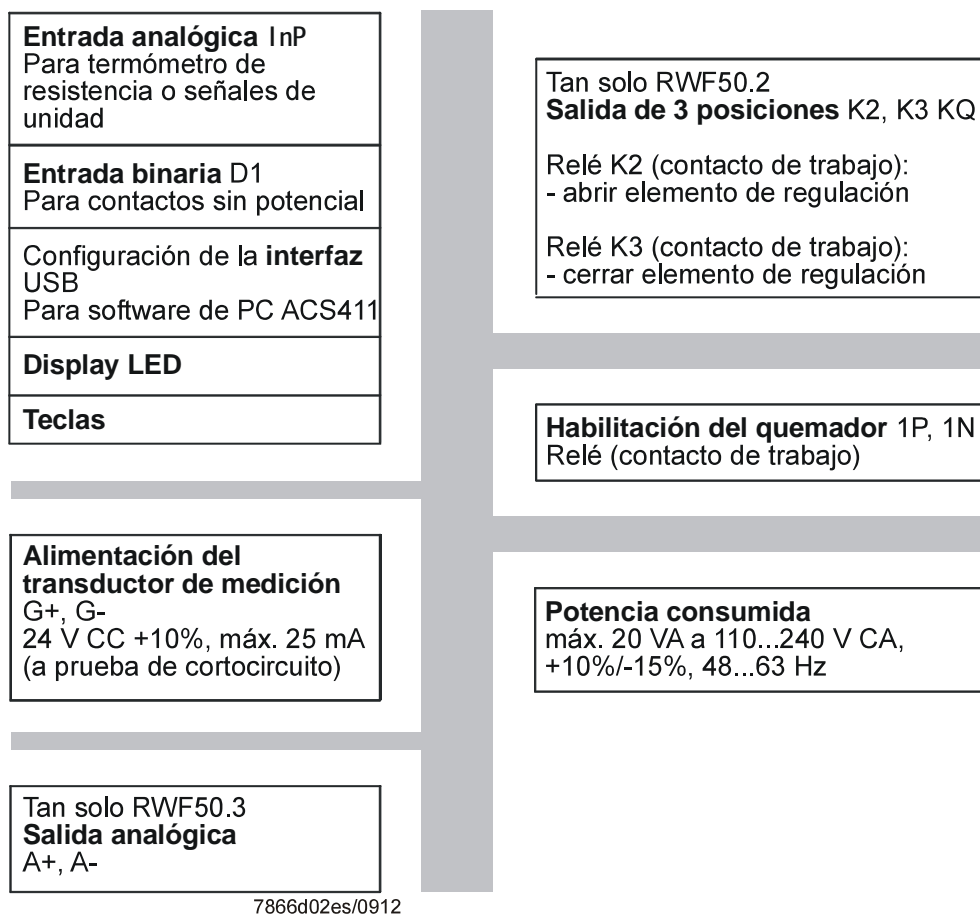 Entrada analógica InP
Para termómetro de
resistencia o señales de
unidad
Entrada binaria D1
Para contactos sin potencial
Configuración de la interfaz
USB
Para software de PC ACS411
Display LED
Teclas
Alimentación del
transductor de medición
G+, G-
24 V CC +10%, máx. 25 mA
(a prueba de cortocircuito)
Tan solo RWF50.3
Salida analógica
A+, A-
7866d02es/0912
Tan solo RWF50.2
Salida de 3 posiciones K2, K3 KQ
Relé K2 (contacto de trabajo):
- abrir elemento de regulación
Relé K3 (contacto de trabajo):
- cerrar elemento de regulación
Habilitación del quemador 1P, 1N
Relé (contacto de trabajo)
Potencia consumida
máx. 20 VA a 110...240 V CA,
+10%/-15%, 48...63 Hz